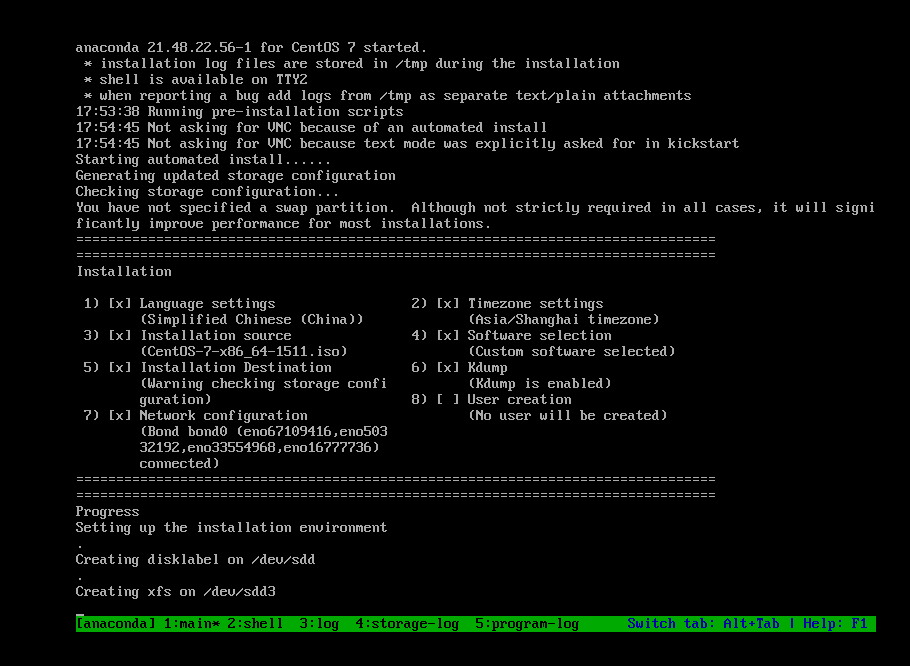 anaconda 21.48.22.56-1 for CentOS 7 started.
* installation log files are stored in /tmp during the installation
* shell is available on TTY2
* when reporting a bug add logs from /tmp as separate text/plain attachments
17:53:38 Running pre-installation scripts
17:54:45 Not asking for VNC because of an automated install
17:54:45 Not asking for VNC because text mode was explicitly asked for in kickstart
Starting automated install......
Generating updated storage configuration
Checking storage configuration...
You have not specified a swap partition.  Although not strictly required in all cases, it will signi
ficantly improve performance for most installations.
================================================================================
================================================================================
Installation
1) [x] Language settings                 2) [x] Timezone settings
(Simplified Chinese (China))             (Asia/Shanghai timezone)
3) [x] Installation source               4) [x] Software selection
(CentOS-7-x86_64-1511.iso)               (Custom software selected)
5) [x] Installation Destination          6) [x] Kdump
(Warning checking storage confi          (Kdump is enabled)
guration)                                8) [ ] User creation
7) [x] Network configuration             (No user will be created)
(Bond bond0 (eno67109416,eno503
32192,eno33554968,eno16777736)
connected)
================================================================================
================================================================================
Progress
Setting up the installation environment
.
Creating disklabel on /dev/sdd
.
Creating xfs on /dev/sdd3
[anaconda] 1:main* 2:shell  3:log  4:storage-log  5:program-log      Switch tab: Alt+Tab | Help: F1